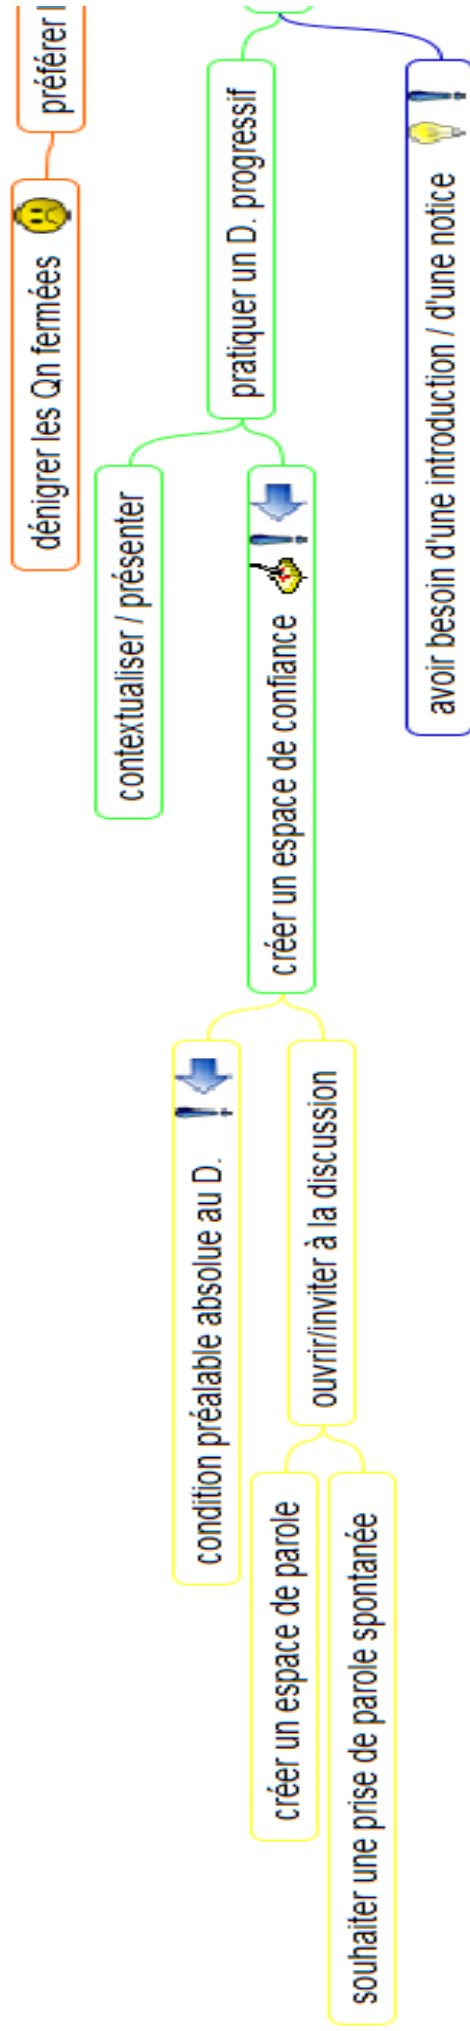 préférer
dénigrer les Qn fermées
pratiquer un D. progressif
contextualiser / présenter
créer un espace de confiance
condition préalable absolue au D.
ouvrir/inviter à la discussion
créer un espace de parole
souhaiter une prise de parole spontanée
avoir besoin d'une introduction / d'une notice